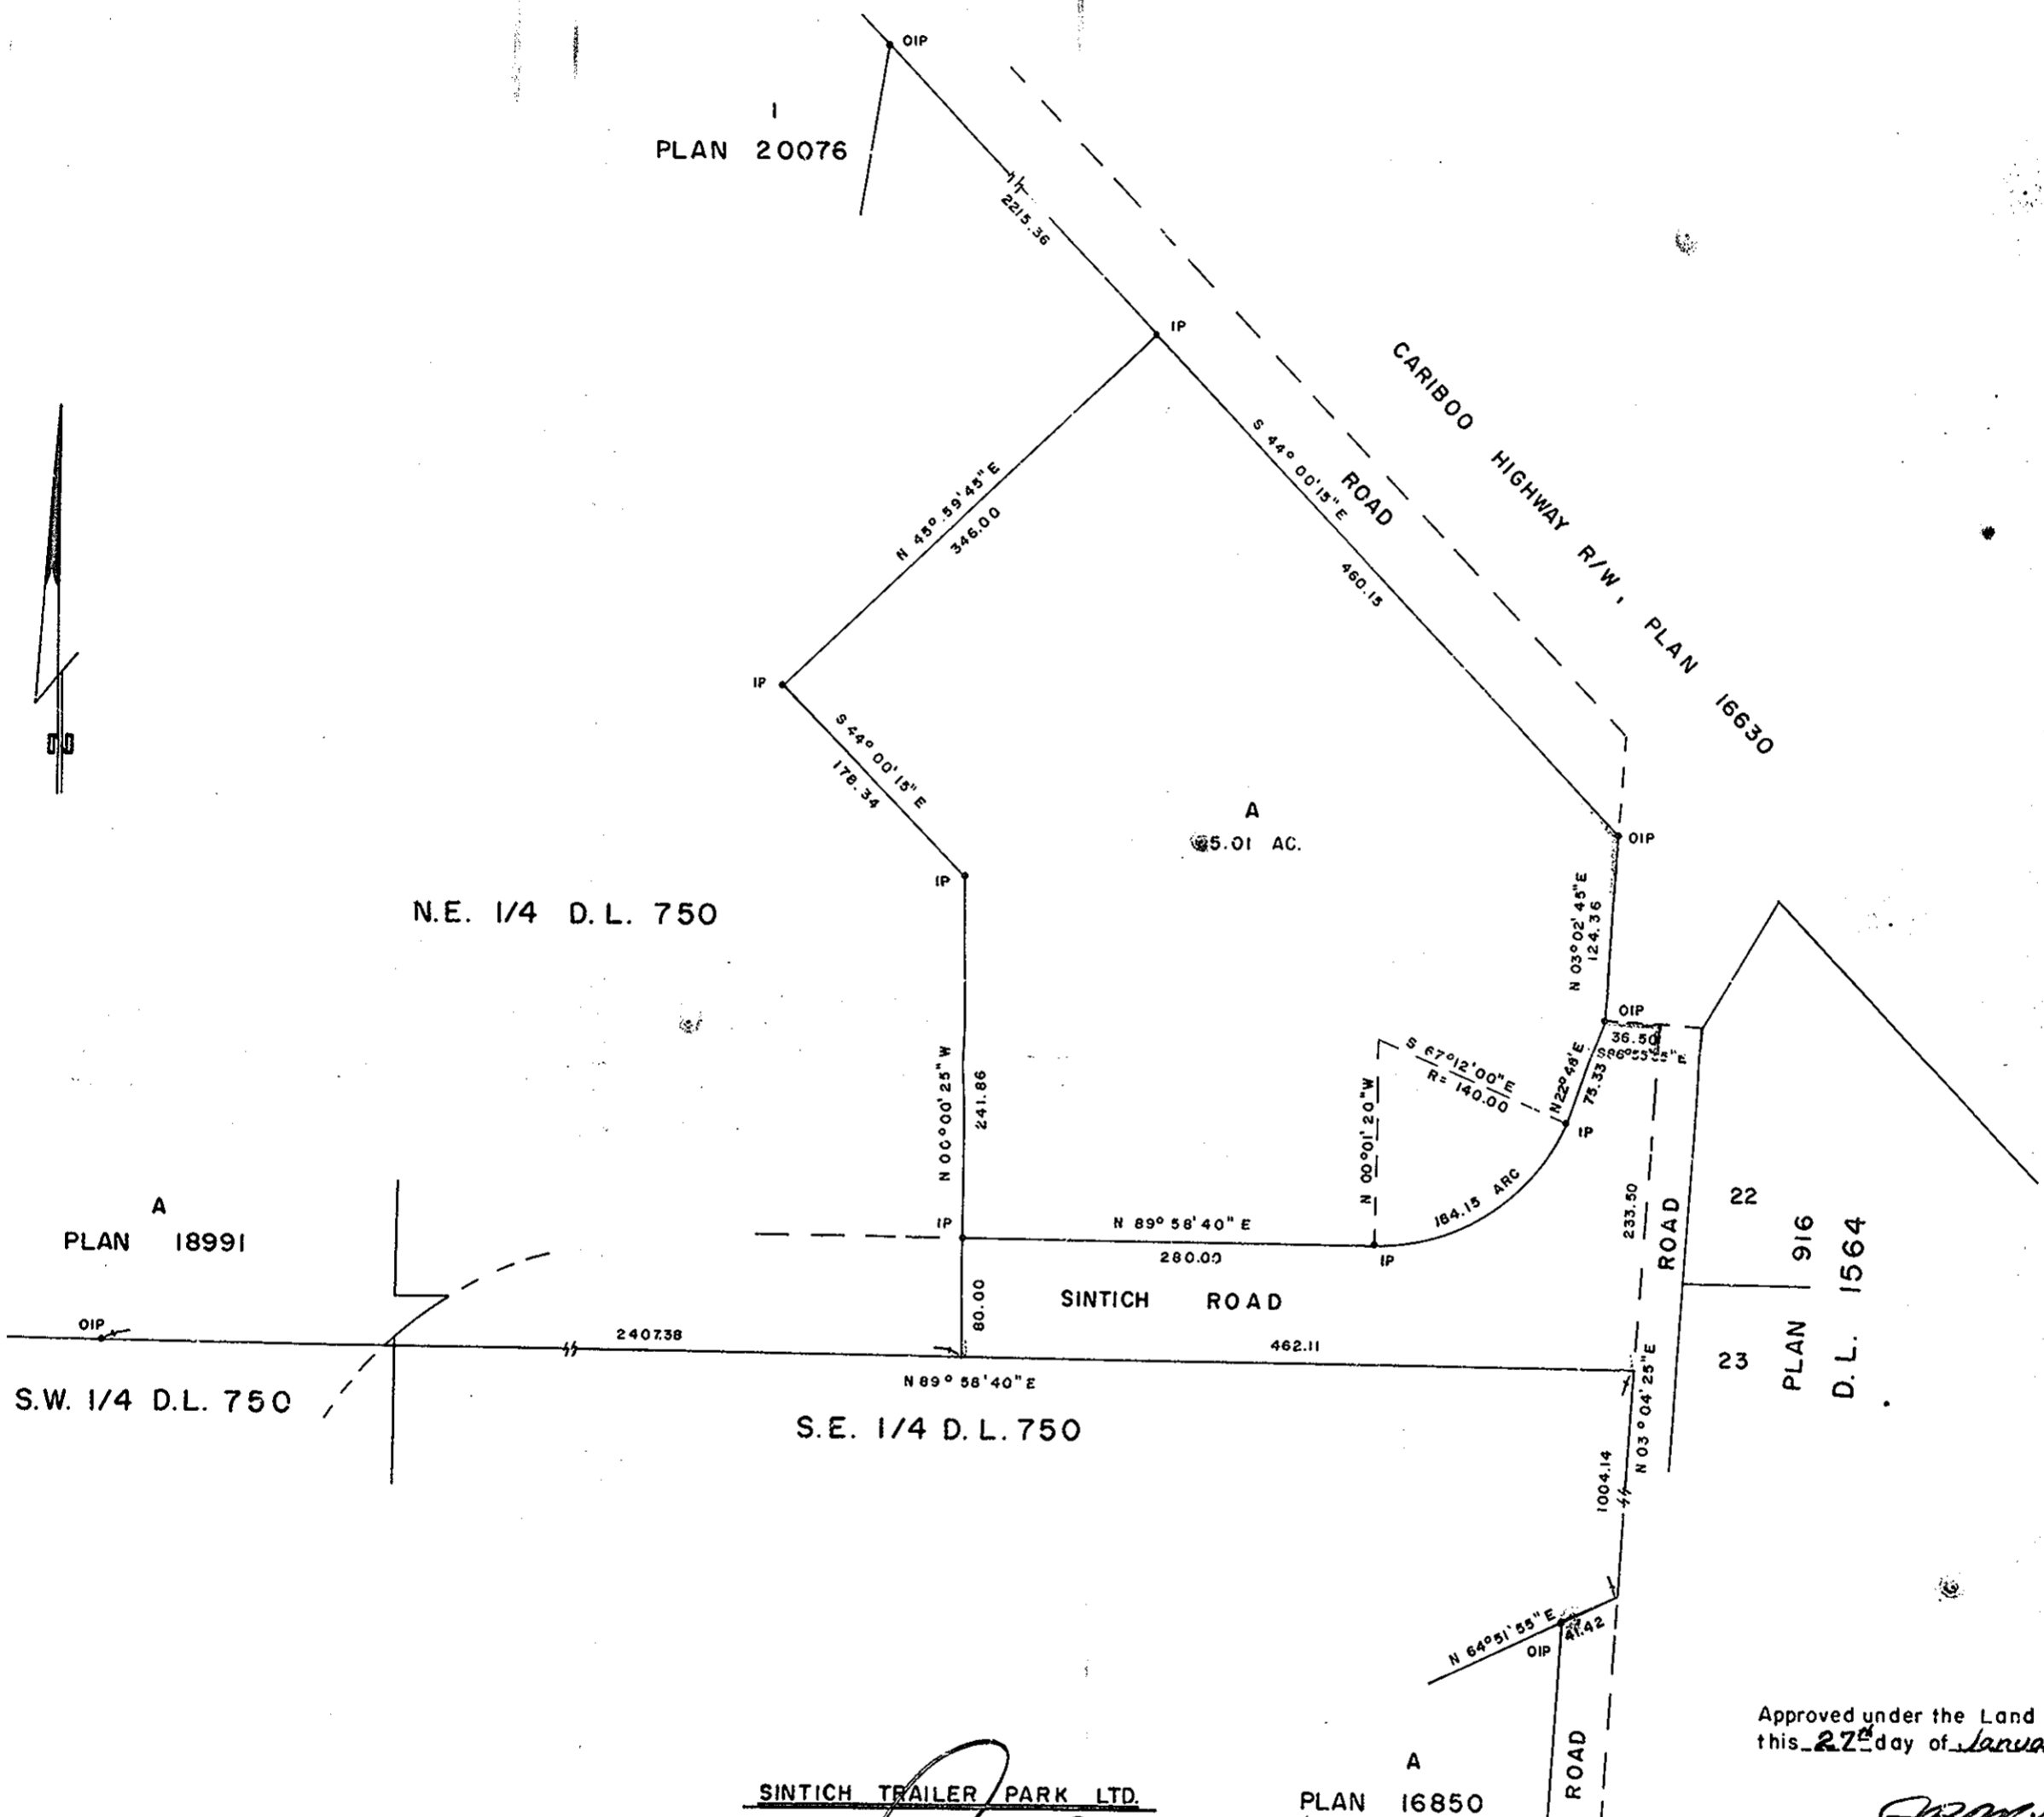 OIP
1
PLAN 20076
2215.36
IP
CARIBOO HIGHWAY R/W, PLAN 16630
S 44° 00' 15" E
ROAD
460.15
N 45° 59' 45" E
346.00
IP
S 44° 00' 15" E
178.34
N
A
5.01 AC.
OIP
IP
N.E. 1/4 D.L. 750
N 03° 02' 45" E
124.36
OIP
36.50
S 67° 12' 00" E
R = 140.00
N 22° 48' E
75.33
IP
N 00° 00' 25" W
241.86
N 00° 01' 20" W
164.15 ARC
233.50
ROAD
22
PLAN 916
D.L. 1564
A
PLAN 18991
IP
N 89° 58' 40" E
280.00
IP
SINTICH ROAD
80.00
OIP
2407.38
462.11
23
N 89° 58' 40" E
N 03° 04' 25" E
S.W. 1/4 D.L. 750
S.E. 1/4 D.L. 750
1004.14
N 64° 51' 55" E
41.42
OIP
ROAD
Approved under the Land
this 27th day of Janua
SINTICH TRAILER PARK LTD.
A
PLAN 16850